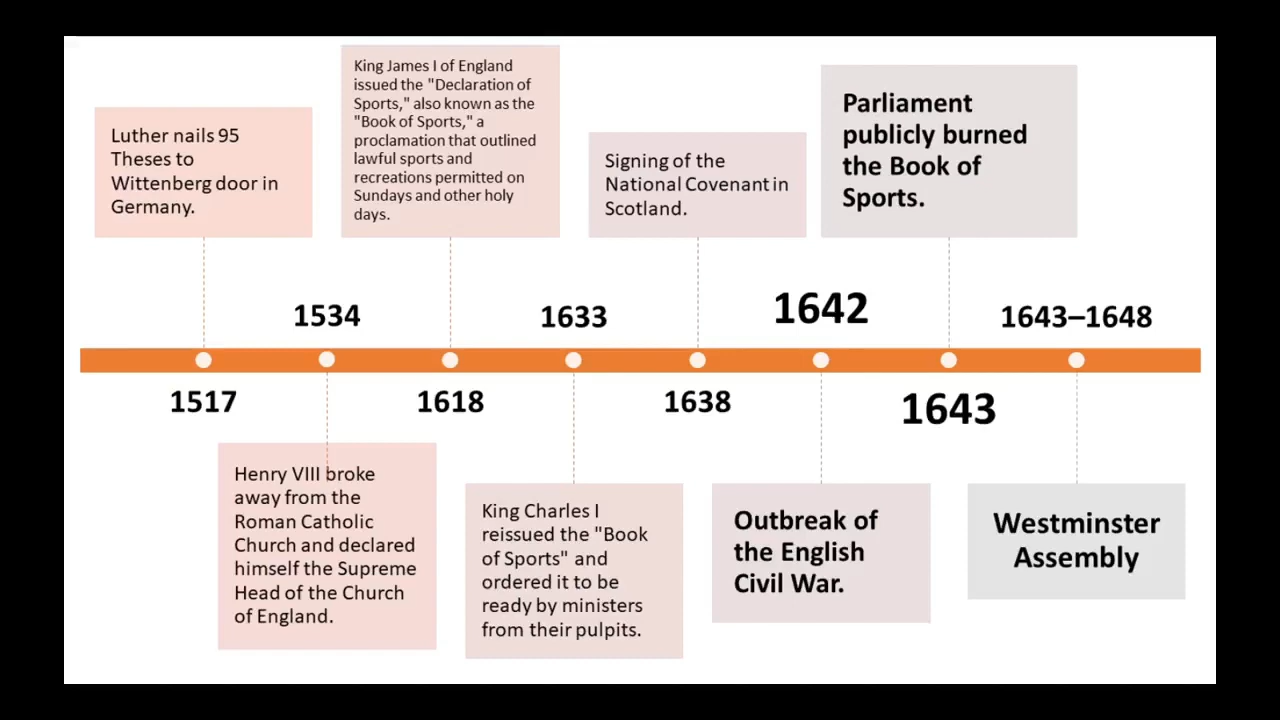 Luther nails 95
Theses to
Wittenberg door in
Germany.
1517
1534
Henry VIII broke
away from the
Roman Catholic
Church and declared
himself the Supreme
Head of the Church
of England.
King James I of England
issued the "Declaration of
Sports," also known as the
"Book of Sports," a
proclamation that outlined
lawful sports and
recreations permitted on
Sundays and other holy
days.
1618
1633
King Charles I
reissued the "Book
of Sports" and
ordered it to be
ready by ministers
from their pulpits.
Signing of the
National Covenant in
Scotland.
1638
1642
Outbreak of
the English
Civil War.
Parliament
publicly burned
the Book of
Sports.
1643
1643–1648
Westminster
Assembly